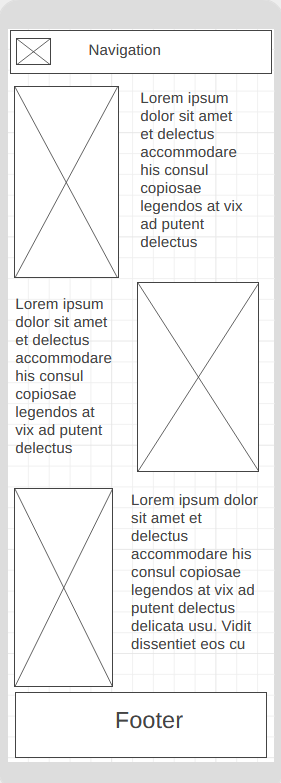 Navigation
Lorem ipsum
dolor sit amet
et delectus
accommodare
his consul
copiosae
legendos at vix
ad putent
delectus
Lorem ipsum
dolor sit amet
et delectus
accommodare
his consul
copiosae
legendos at
vix ad putent
delectus
Lorem ipsum dolor
sit amet et
delectus
accommodare his
consul copiosae
legendos at vix ad
putent delectus
delicata usu. Vidit
dissentiet eos cu
Footer